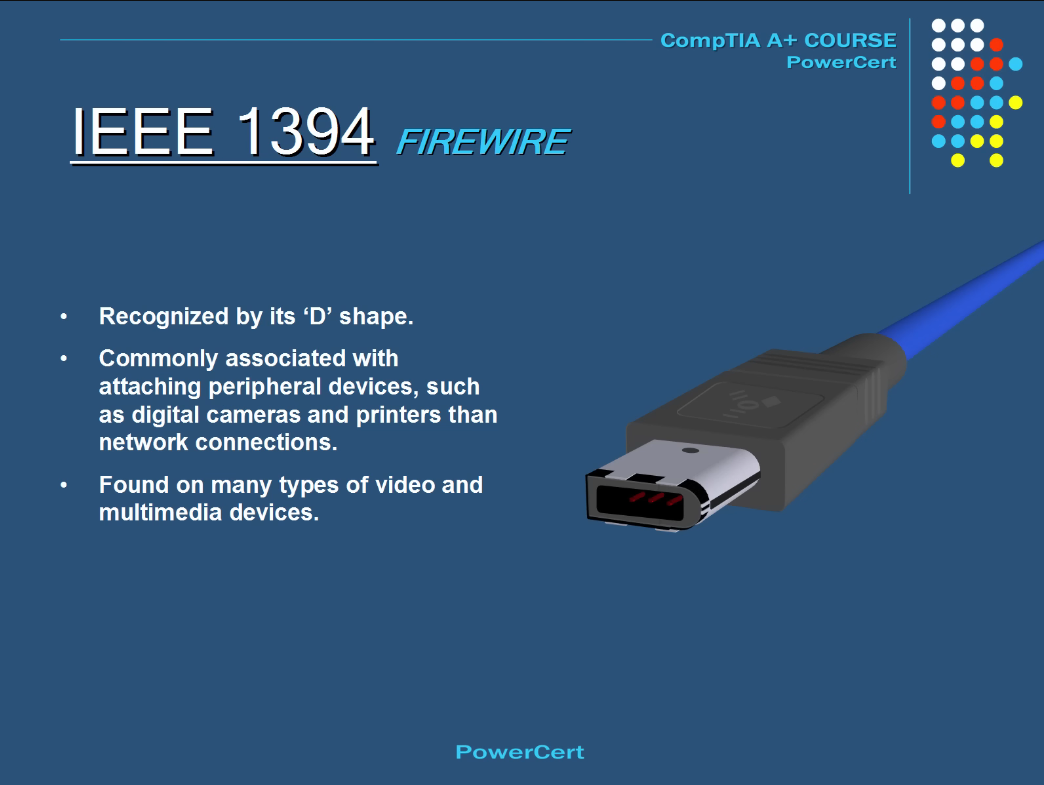 CompTIA A+ COURSE
PowerCert
IEEE 1394 FIREWIRE
• Recognized by its ‘D’ shape.
• Commonly associated with
attaching peripheral devices, such
as digital cameras and printers than
network connections.
• Found on many types of video and
multimedia devices.
PowerCert